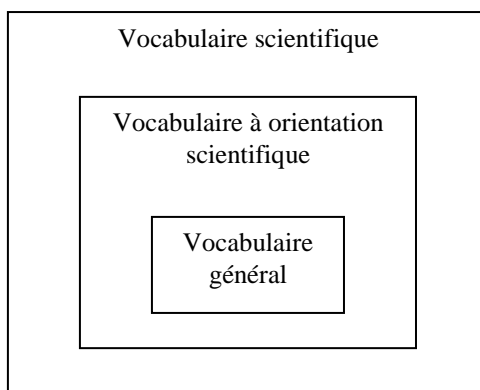 Vocabulaire scientifique
Vocabulaire à orientation
scientifique
Vocabulaire
général